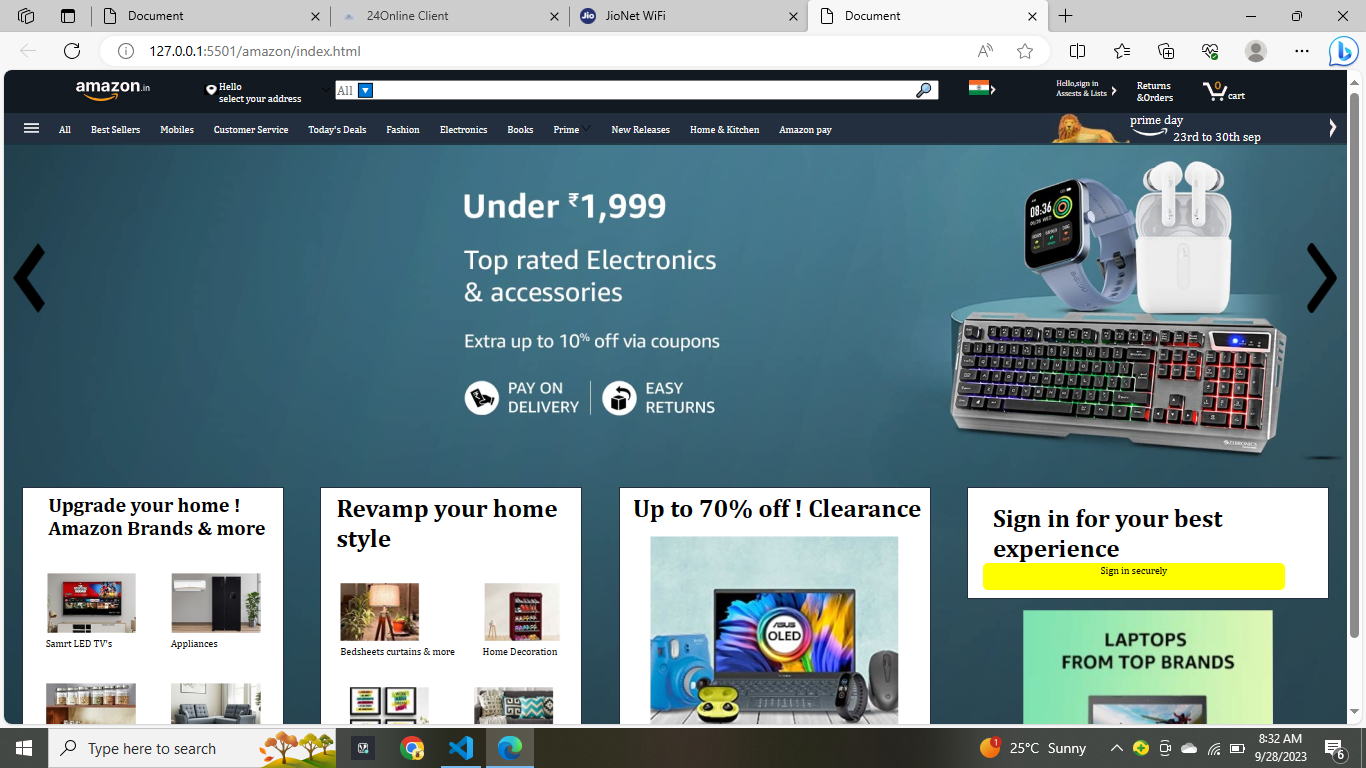 Document
24Online Client
JioNet WiFi
Document
127.0.0.1:5501/amazon/index.html
amazon.in
Hello
select your address
All
Hello,sign in
Assests & Lists
Returns
&Orders
0
cart
All
Best Sellers
Mobiles
Customer Service
Today's Deals
Fashion
Electronics
Books
Prime
New Releases
Home & Kitchen
Amazon pay
prime day
23rd to 30th sep
Under ₹1,999
Top rated Electronics
& accessories
Extra up to 10% off via coupons
PAY ON
DELIVERY
EASY
RETURNS
08:36
ZEBRONICS
Upgrade your home !
Amazon Brands & more
Samrt LED TV's
Appliances
Revamp your home
style
Bedsheets curtains & more
Home Decoration
Up to 70% off ! Clearance
ASUS
OLED
Sign in for your best
experience
Sign in securely
LAPTOPS
FROM TOP BRANDS
Type here to search
1
25°C Sunny
8:32 AM
9/28/2023
6